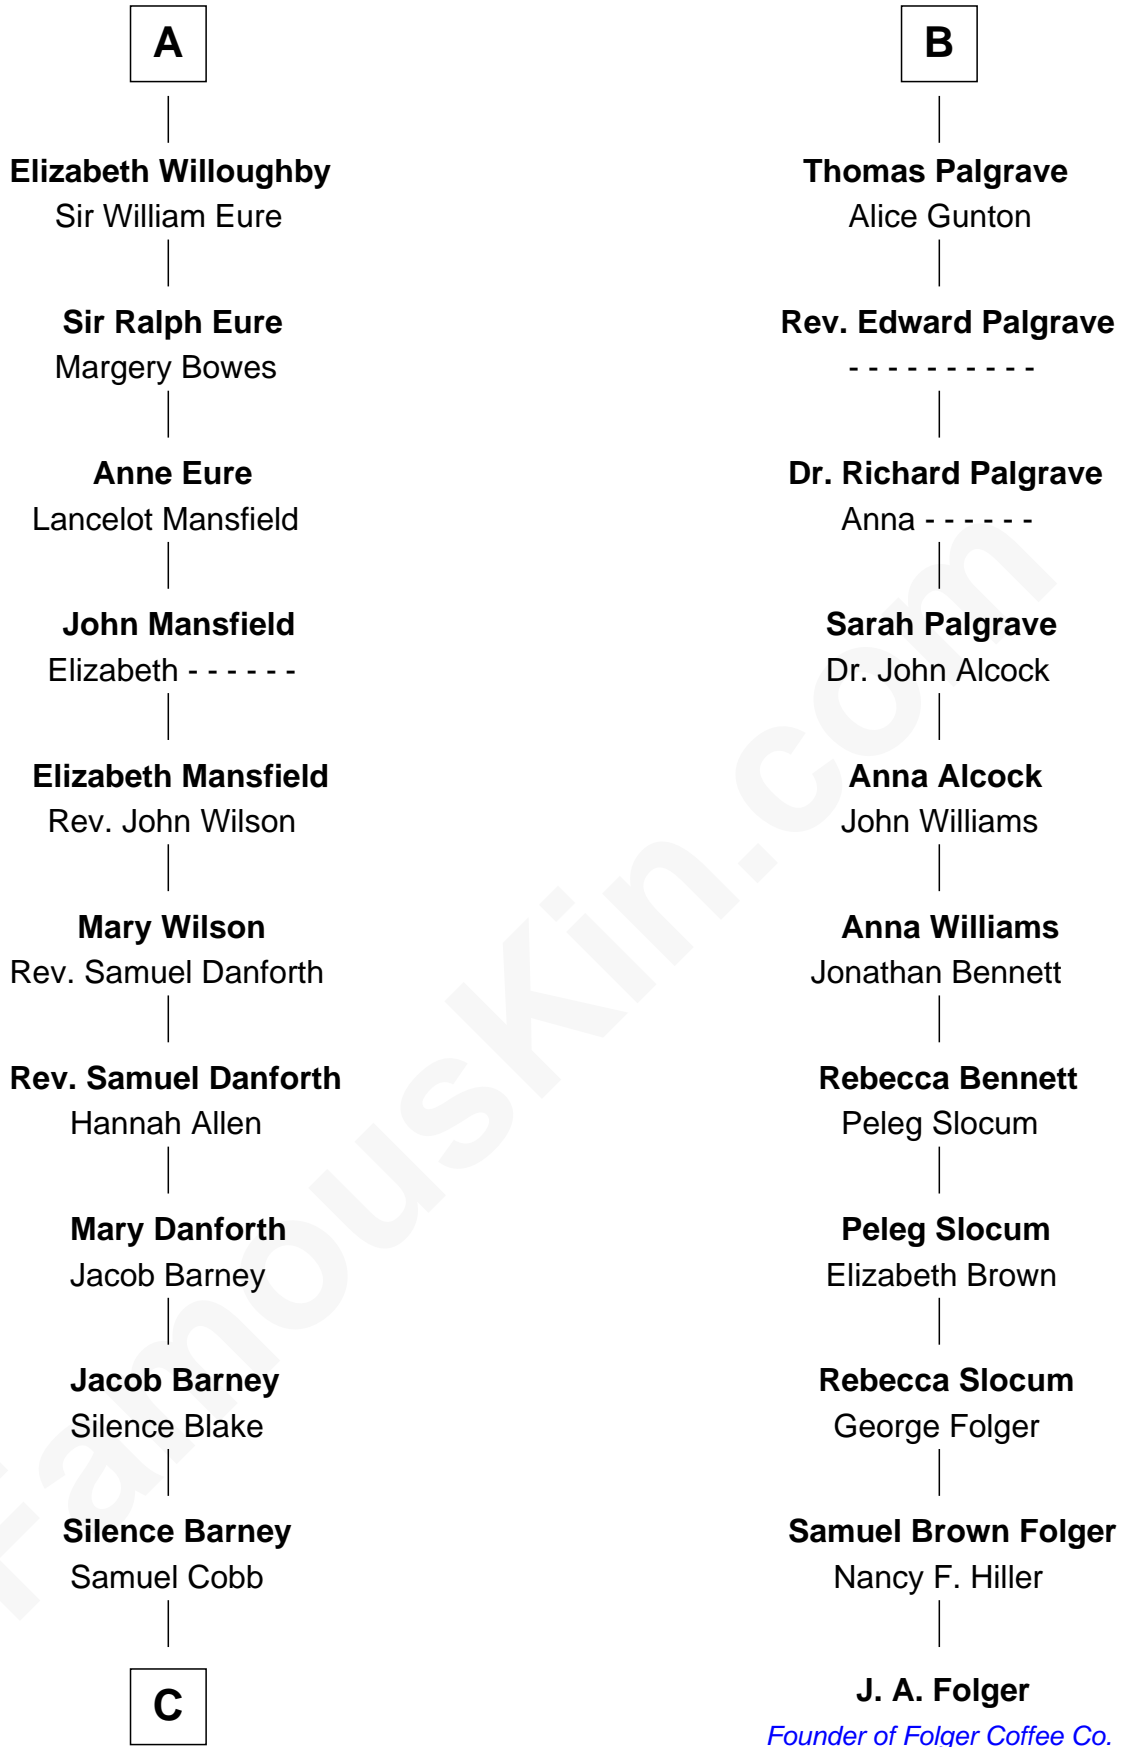 A
Elizabeth Willoughby
Sir William Eure
Sir Ralph Eure
Margery Bowes
Anne Eure
Lancelot Mansfield
John Mansfield
Elizabeth - - - - - -
Elizabeth Mansfield
Rev. John Wilson
Mary Wilson
Rev. Samuel Danforth
Rev. Samuel Danforth
Hannah Allen
Mary Danforth
Jacob Barney
Jacob Barney
Silence Blake
Silence Barney
Samuel Cobb
C
B
Thomas Palgrave
Alice Gunton
Rev. Edward Palgrave
- - - - - - - - - -
Dr. Richard Palgrave
Anna - - - - - -
Sarah Palgrave
Dr. John Alcock
Anna Alcock
John Williams
Anna Williams
Jonathan Bennett
Rebecca Bennett
Peleg Slocum
Peleg Slocum
Elizabeth Brown
Rebecca Slocum
George Folger
Samuel Brown Folger
Nancy F. Hiller
J. A. Folger
Founder of Folger Coffee Co.
FamousKin.com